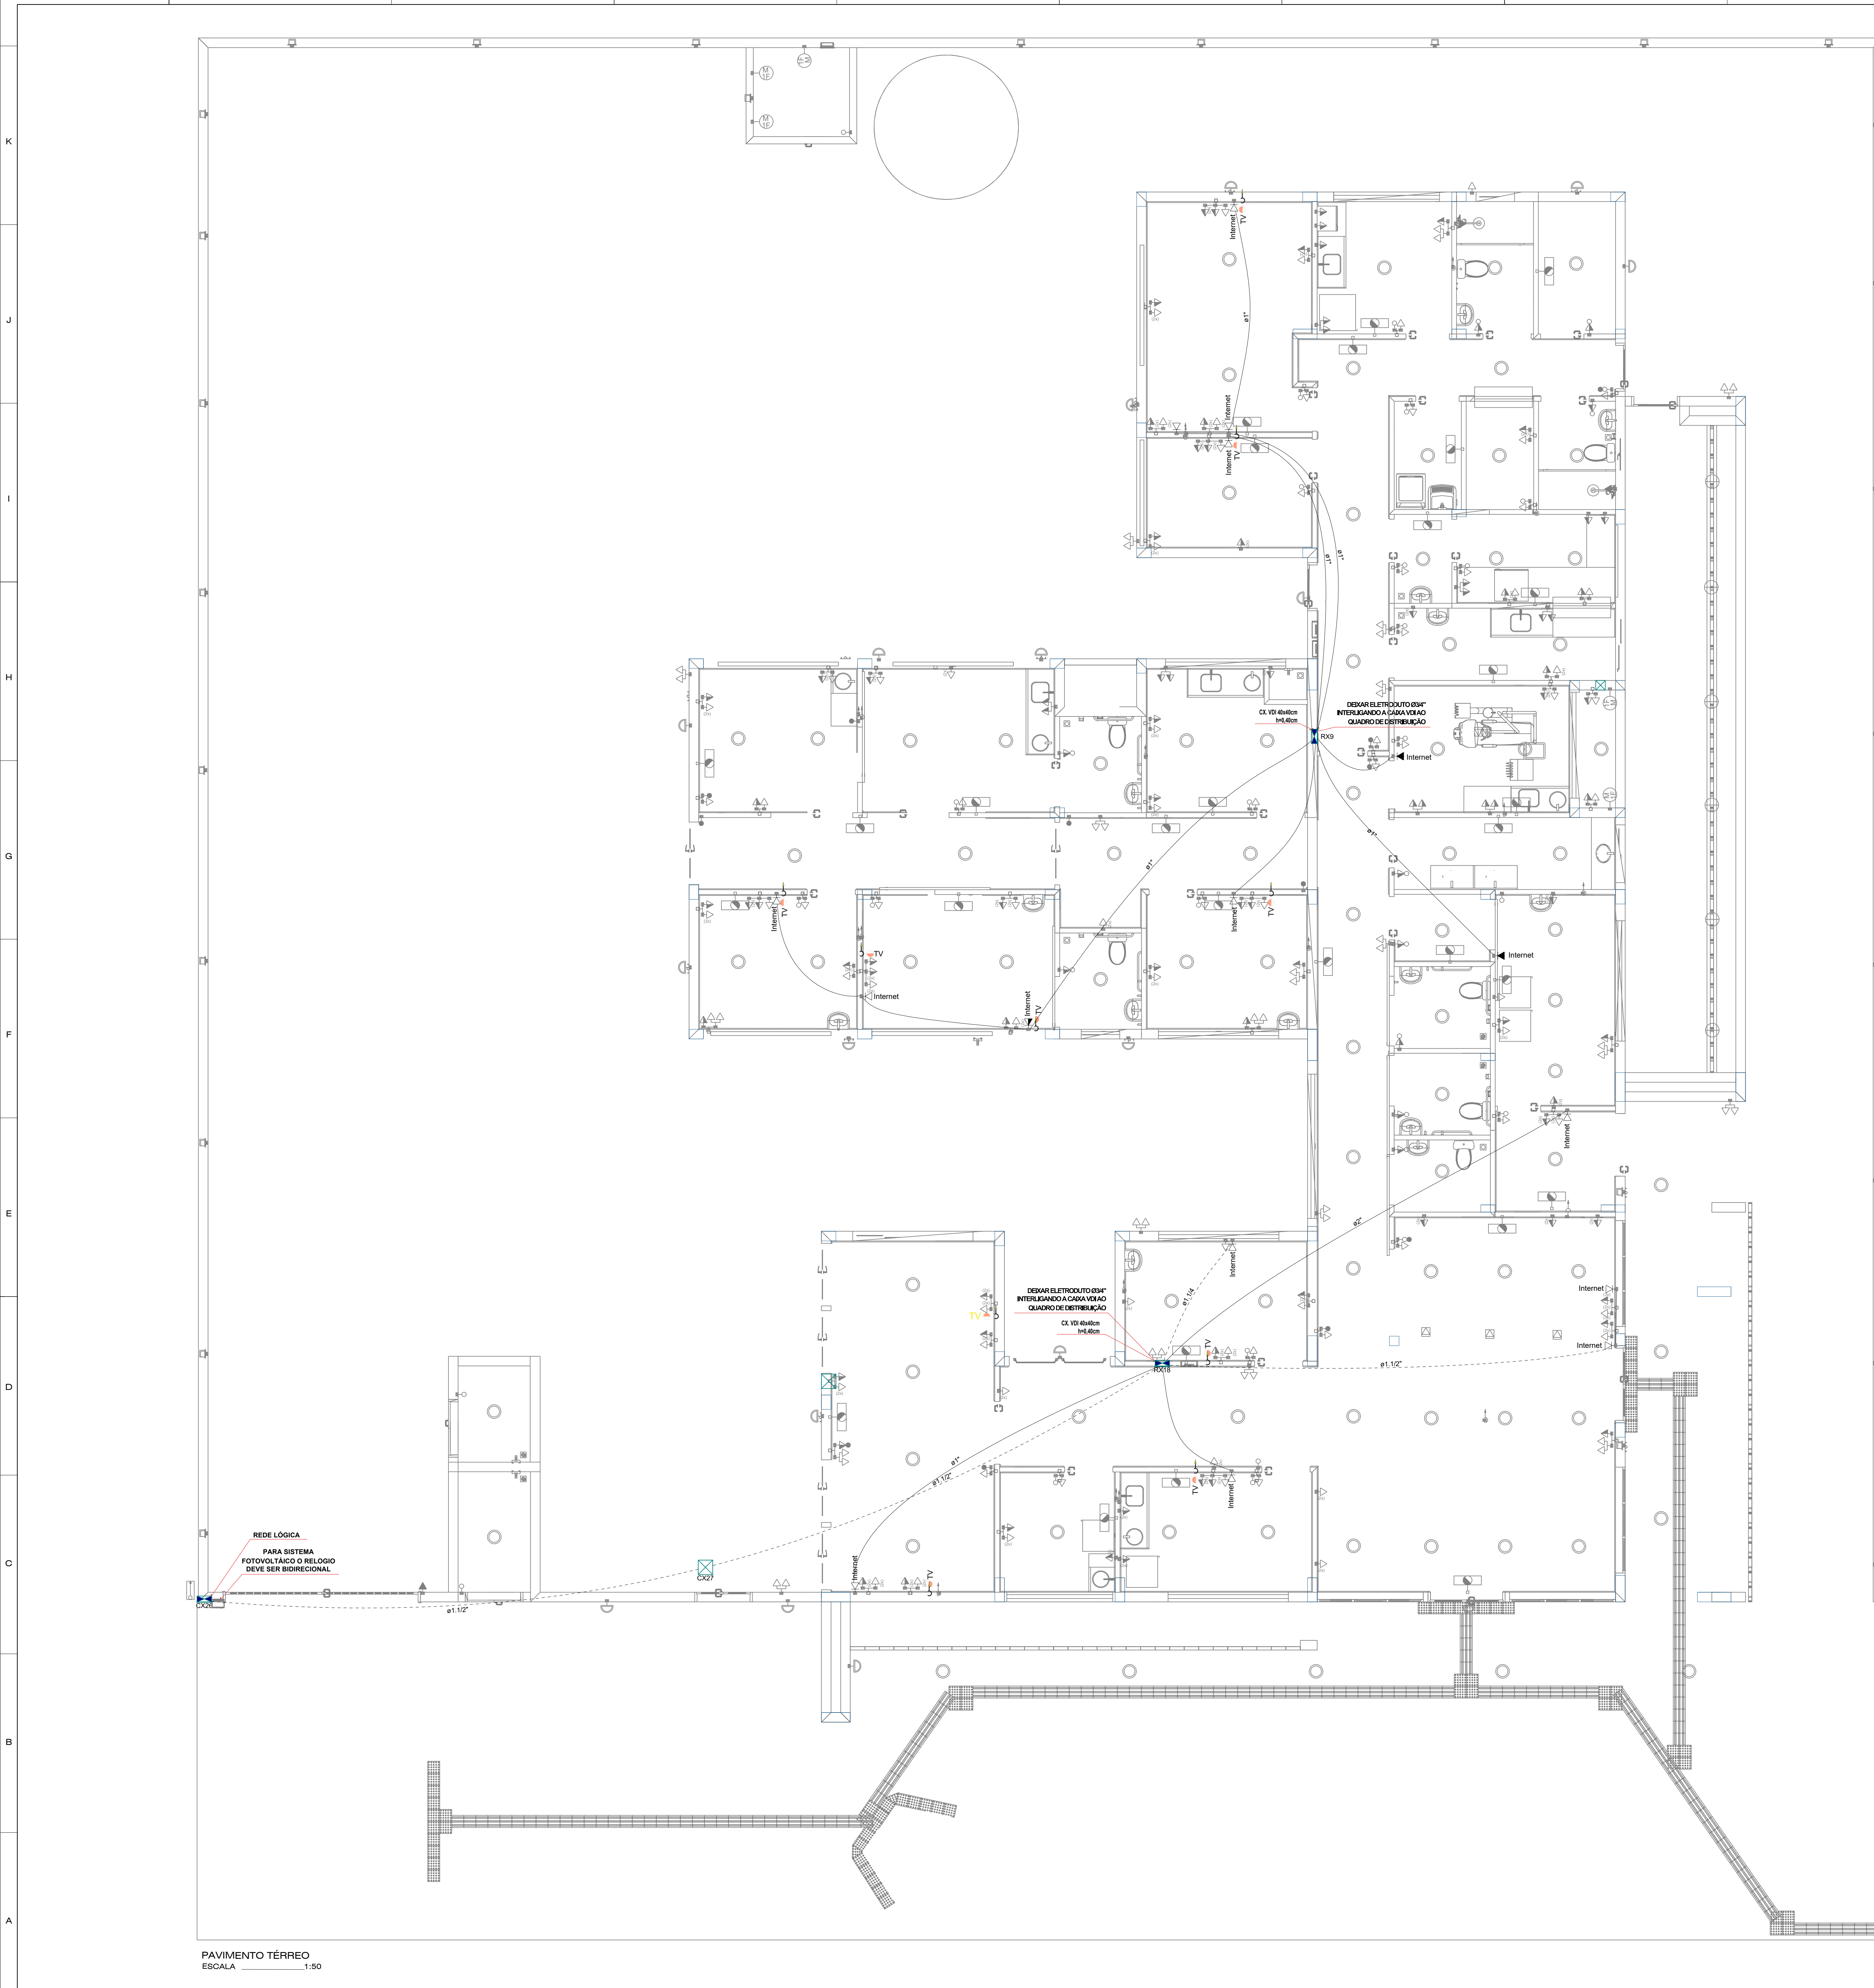 K
J
I
H
G
F
E
D
C
B
A
M
1F
M
1F
Internet
TV
ø1"
Internet
Internet
TV
ø1"
ø1"
CX. VDI 40x40cm
h=0,40cm
DEIXAR ELETRODUTO Ø3/4"
INTERLIGANDO A CAIXA VDI AO
QUADRO DE DISTRIBUIÇÃO
RX9
Internet
ø1"
ø1"
Internet
TV
TV
Internet
Internet
TV
Internet
TV
Internet
Internet
ø2"
Internet
ø1.1/4
DEIXAR ELETRODUTO Ø3/4"
INTERLIGANDO A CAIXA VDI AO
QUADRO DE DISTRIBUIÇÃO
CX. VDI 40x40cm
h=0,40cm
TV
TV
RX18
ø1.1/2"
Internet
Internet
ø1"
ø1.1/2"
TV
Internet
Internet
TV
REDE LÓGICA
PARA SISTEMA
FOTOVOLTÁICO O RELOGIO
DEVE SER BIDIRECIONAL
CX26
CX27
ø1.1/2"
PAVIMENTO TÉRREO
ESCALA ____________1:50